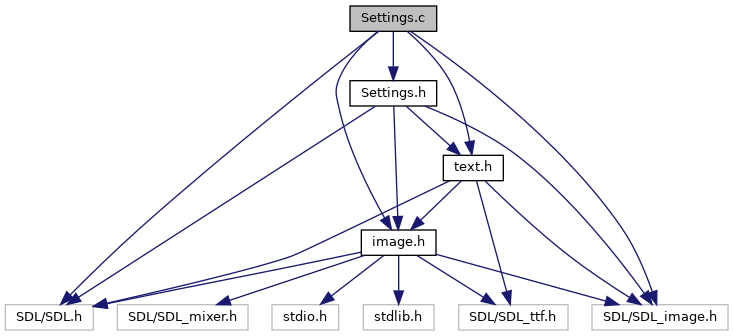 Settings.c
Settings.h
text.h
image.h
SDL/SDL.h
SDL/SDL_mixer.h
stdio.h
stdlib.h
SDL/SDL_ttf.h
SDL/SDL_image.h